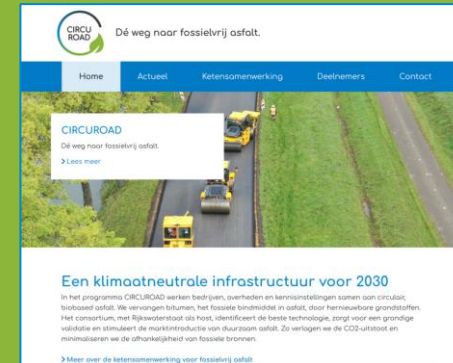 CIRCU
ROAD
Dé weg naar fossielvrij asfalt.
Home Actueel Ketensamenwerking Deelnemers Contact
CIRCUROAD
Dé weg naar fossielvrij asfalt.
Lees meer
Een klimaatneutrale infrastructuur voor 2030
In het programma CIRCUROAD werken bedrijven, overheden en kennisinstellingen samen aan circulair,
biobased asfalt. We vervangen bitumen, het fossiele bindmiddel in asfalt, door hernieuwbare grondstoffen.
Het consortium, met Rijkswaterstaat als host, identificeert de beste technologie, zorgt voor een grondige
validatie en stimuleert de marktintroductie van duurzaam asfalt. Zo verlagen we de CO2-uitstoot en
minimaliseren we de afhankelijkheid van fossiele bronnen.
Meer over de ketensamenwerking voor fossielvrij asfalt